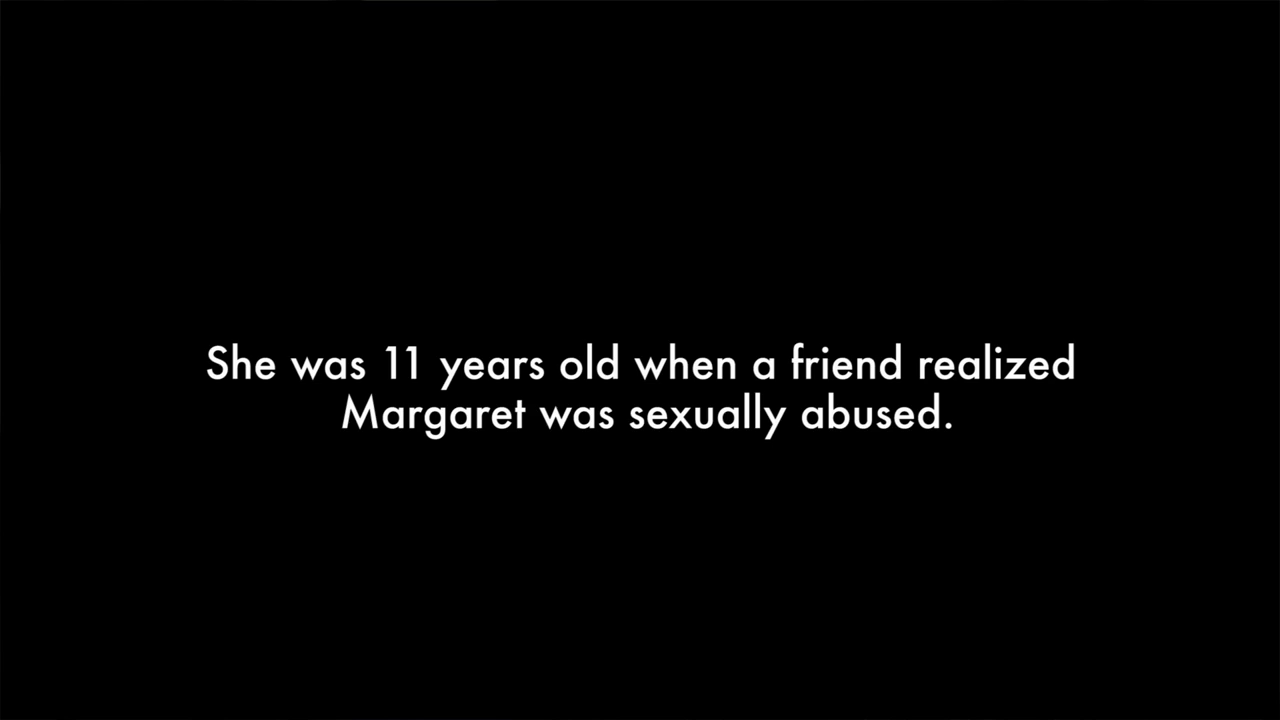 She was 11 years old when a friend realized
Margaret was sexually abused.